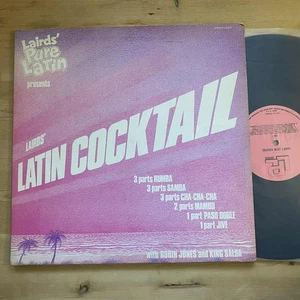 Lairds'
Pure
Latin
presents
LAIRDS'
LATIN COCKTAIL
3 parts RUMBA
3 parts SAMBA
3 parts CHA-CHA-CHA
2 parts MAMBO
1 part PASO DOBLE
1 part JIVE
with ROBIN JONES and KING SALSA